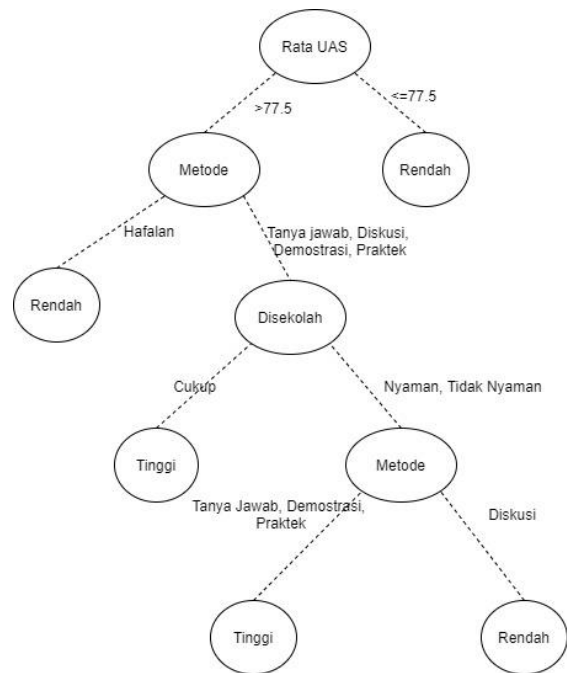 Rata UAS
>77.5
<=77.5
Metode
Rendah
Hafalan
Tanya jawab, Diskusi,
Demostrasi, Praktek
Rendah
Disekolah
Cukup
Nyaman, Tidak Nyaman
Tinggi
Metode
Tanya Jawab, Demostrasi,
Praktek
Diskusi
Tinggi
Rendah